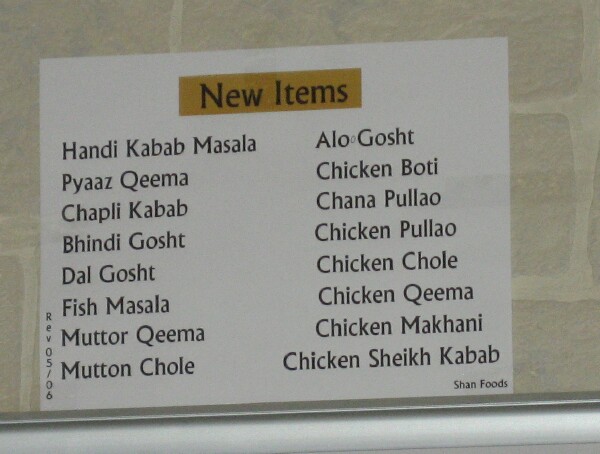 New Items
Handi Kabab Masala
Pyaaz Qeema
Chapli Kabab
Bhindi Gosht
Dal Gosht
Fish Masala
Muttor Qeema
Mutton Chole
Alo Gosht
Chicken Boti
Chana Pullao
Chicken Pullao
Chicken Chole
Chicken Qeema
Chicken Makhani
Chicken Sheikh Kabab
Shan Foods
Rev 05/06